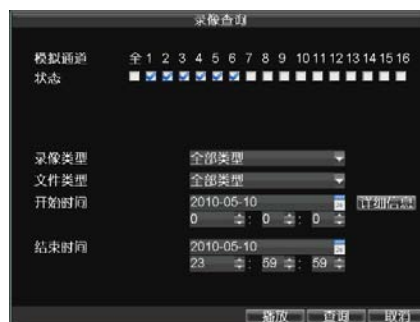 录像查询
模拟通道 全 1 2 3 4 5 6 7 8 9 10 11 12 13 14 15 16
状态
录像类型 全部类型
文件类型 全部类型
开始时间 2010-05-10 详细信息
0 : 0 : 0
结束时间 2010-05-10
23 : 59 : 59
播放 查询 取消